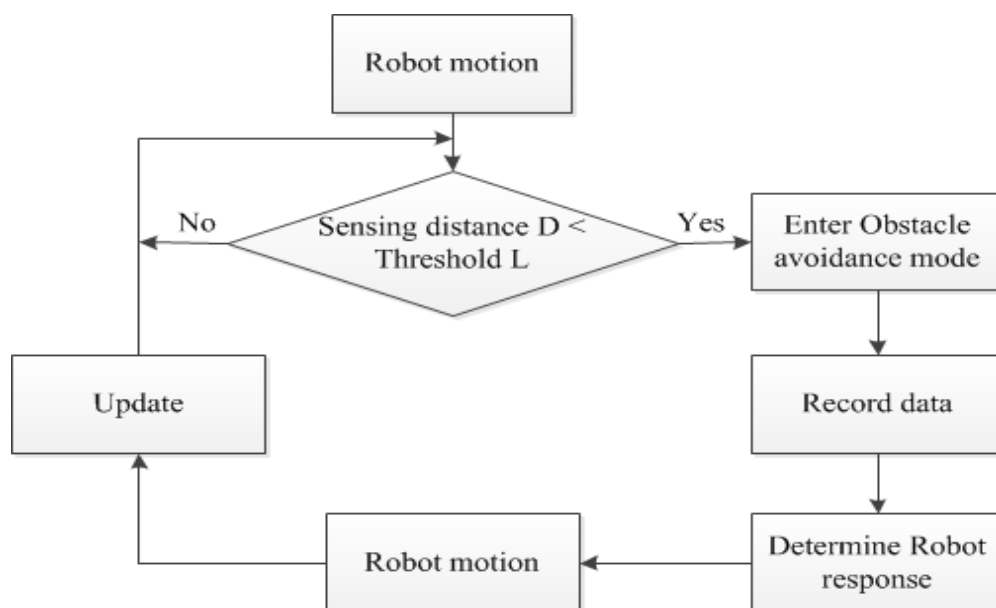 Robot motion
No
Sensing distance D <
Threshold L
Yes
Enter Obstacle
avoidance mode
Update
Record data
Robot motion
Determine Robot
response